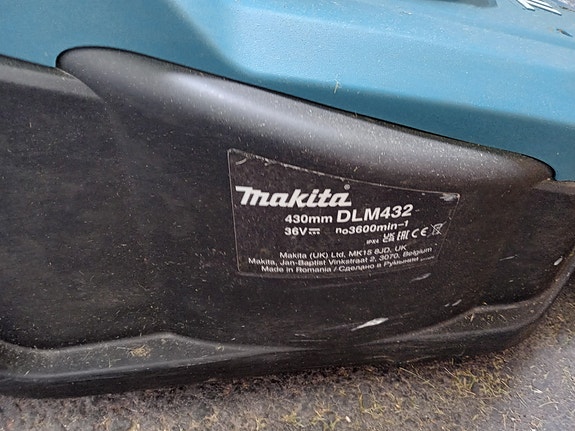 makita®
430mm DLM432
36V n₀3600min-1
IPX4 UK CA EAC CE
Makita (UK) Ltd, MK15 8JD, UK
Makita, Jan-Baptist Vinkstraat 2, 3070, Belgium
Made in Romania / Сделано в Румынии